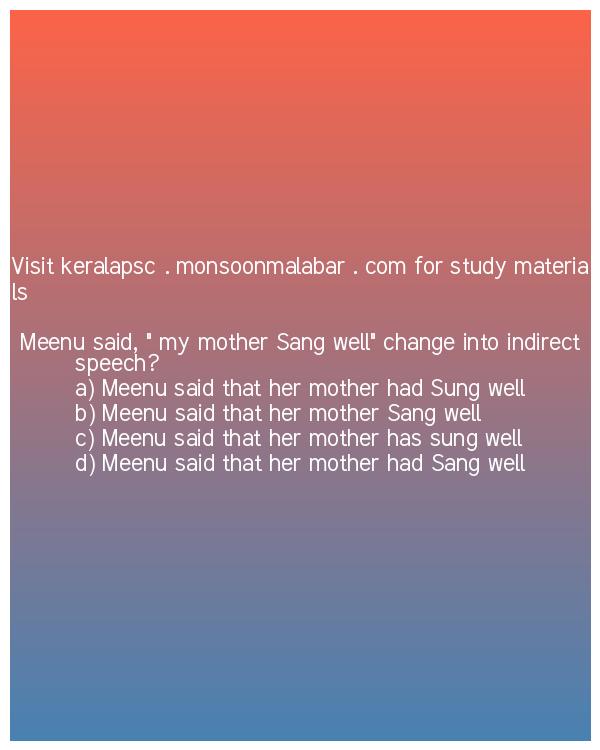 Visit keralapsc . monsoonmalabar . com for study materia
ls
Meenu said, " my mother Sang well" change into indirect
speech?
a) Meenu said that her mother had Sung well
b) Meenu said that her mother Sang well
c) Meenu said that her mother has sung well
d) Meenu said that her mother had Sang well